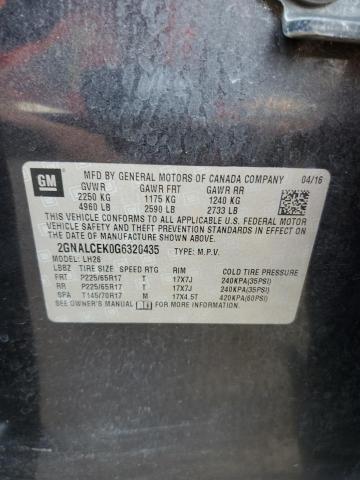 GM
MFD BY GENERAL MOTORS OF CANADA COMPANY 04/16
GVWR GAWR FRT GAWR RR
2250 KG 1175 KG 1240 KG
4960 LB 2590 LB 2733 LB
THIS VEHICLE CONFORMS TO ALL APPLICABLE U.S. FEDERAL MOTOR
VEHICLE SAFETY, BUMPER, AND THEFT PREVENTION STANDARDS IN EFFECT ON THE
DATE OF MANUFACTURE SHOWN ABOVE.
2GNALCEK0G6320435 TYPE: M.P.V.
MODEL: LH26
LBBZ TIRE SIZE SPEED RTG RIM COLD TIRE PRESSURE
FRT P225/65R17 T 17X7J 240KPA(35PSI)
RR P225/65R17 T 17X7J 240KPA(35PSI)
SPA T145/70R17 M 17X4.5T 420KPA(60PSI)
SEE OWNER'S MANUAL FOR ADDITIONAL INFORMATION.